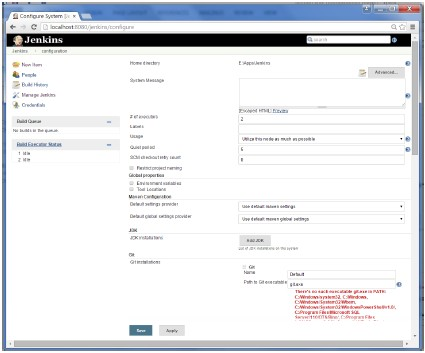 Configure System [Je
localhost:8080/jenkins/configure
Jenkins
search
Jenkins
configuration
New Item
People
Build History
Manage Jenkins
Credentials
Build Queue
No builds in the queue.
Build Executor Status
1 Idle
2 Idle
Home directory
E:\Apps\Jenkins
Advanced...
System Message
[Escaped HTML] Preview
# of executors
2
Labels
Usage
Utilize this node as much as possible
Quiet period
5
SCM checkout retry count
0
Restrict project naming
Global properties
Environment variables
Tool Locations
Maven Configuration
Default settings provider
Use default maven settings
Default global settings provider
Use default maven global settings
JDK
JDK installations
Add JDK
List of JDK installations on this system
Git
Git installations
Git
Name
Default
Path to Git executable
git.exe
There's no such executable git.exe in PATH:
C:/Windows/system32, C:/Windows,
C:/Windows/System32/Wbem,
C:/Windows/System32/WindowsPowerShell/v1.0/,
C:/Program Files/Microsoft SQL
Server/110/DTS/Binn/, C:/Program Files
Save
Apply